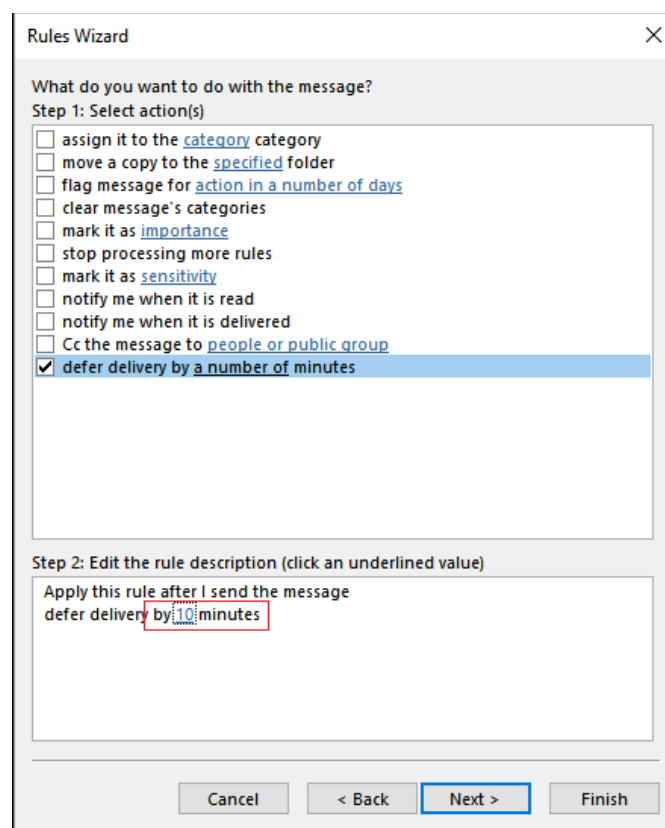 Rules Wizard
What do you want to do with the message?
Step 1: Select action(s)
assign it to the category category
move a copy to the specified folder
flag message for action in a number of days
clear message's categories
mark it as importance
stop processing more rules
mark it as sensitivity
notify me when it is read
notify me when it is delivered
Cc the message to people or public group
defer delivery by a number of minutes
Step 2: Edit the rule description (click an underlined value)
Apply this rule after I send the message
defer delivery by 10 minutes
Cancel < Back Next > Finish